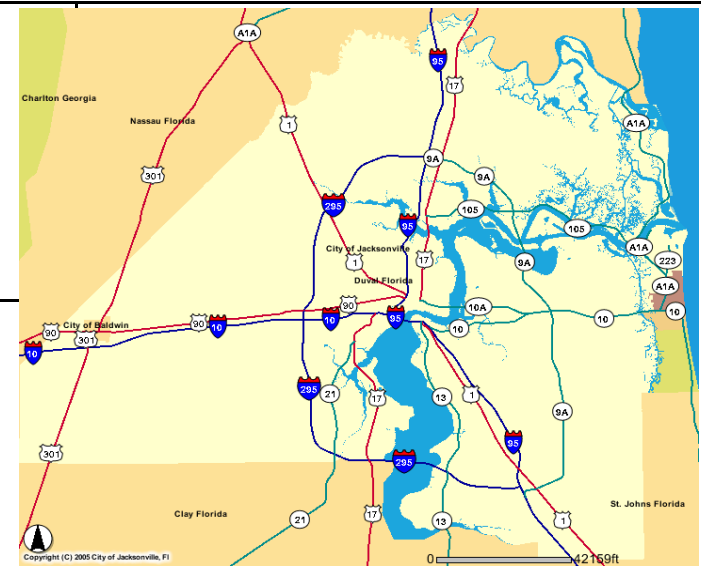 A1A
95
17
Charlton Georgia
Nassau Florida
1
A1A
9A
9A
301
295
105
95
105
City of Jacksonville
A1A
1
17
9A
223
Duval Florida
A1A
90
10A
10
90
95
10
10
10
City of Baldwin
90
10
301
10
295
21
17
13
1
9A
95
301
295
Clay Florida
St. Johns Florida
21
17
13
1
Copyright (C) 2005 City of Jacksonville, Fl
0
42159ft